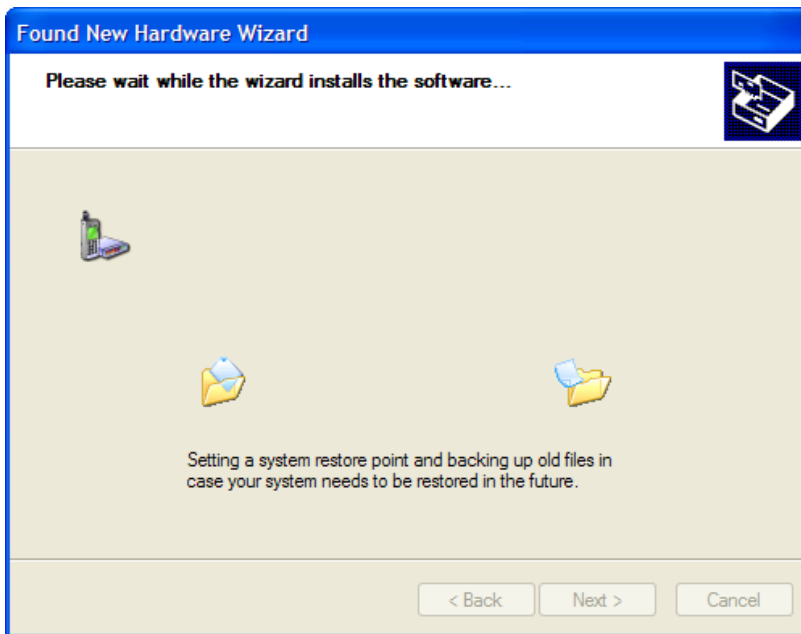 Found New Hardware Wizard
Please wait while the wizard installs the software...
Setting a system restore point and backing up old files in
case your system needs to be restored in the future.
< Back Next > Cancel